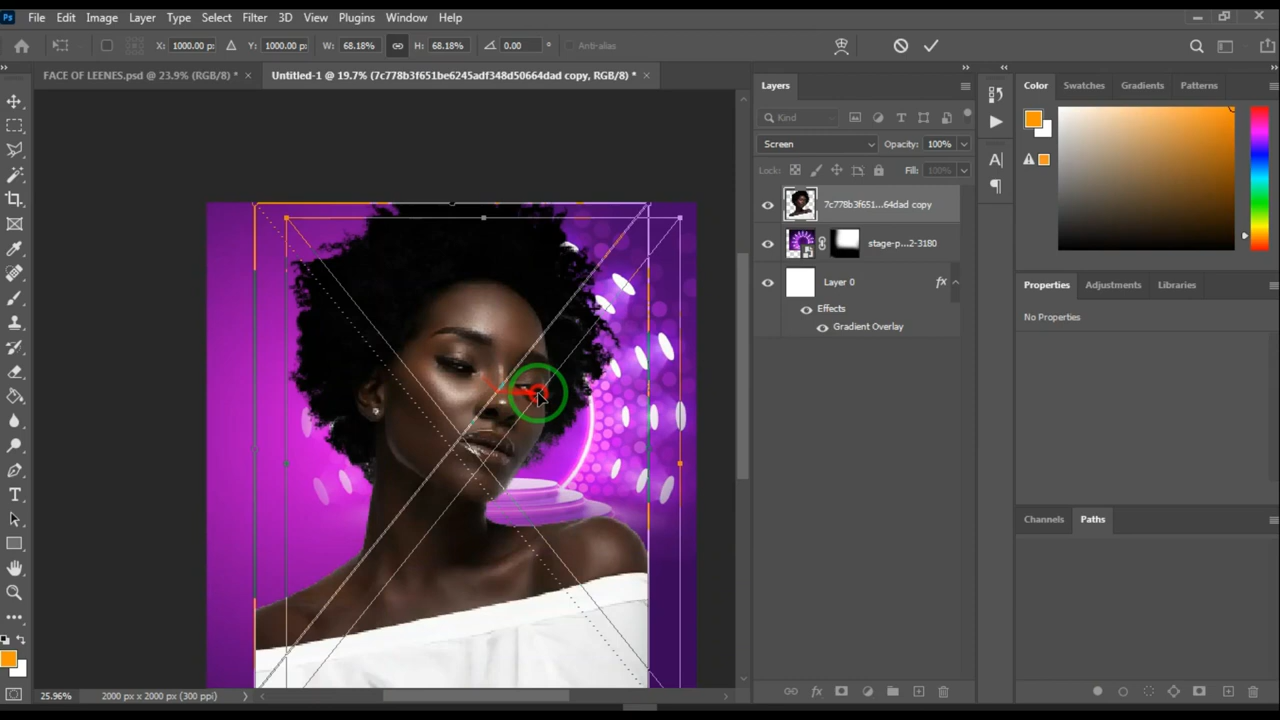 Ps File Edit Image Layer Type Select Filter 3D View Plugins Window Help
X: 1000.00 p: Y: 1000.00 p: W: 68.18% H: 68.18% 0.00 ° Anti-alias
FACE OF LEENES.psd @ 23.9% (RGB/8) * × Untitled-1 @ 19.7% (7c778b3f651be6245adf348d50664dad copy, RGB/8) * ×
Layers
Kind
Screen Opacity: 100%
Lock: Fill: 100%
7c778b3f651...64dad copy
stage-p...2-3180
Layer 0 fx
Effects
Gradient Overlay
Color Swatches Gradients Patterns
Properties Adjustments Libraries
No Properties
Channels Paths
25.96% 2000 px x 2000 px (300 ppi)
fx